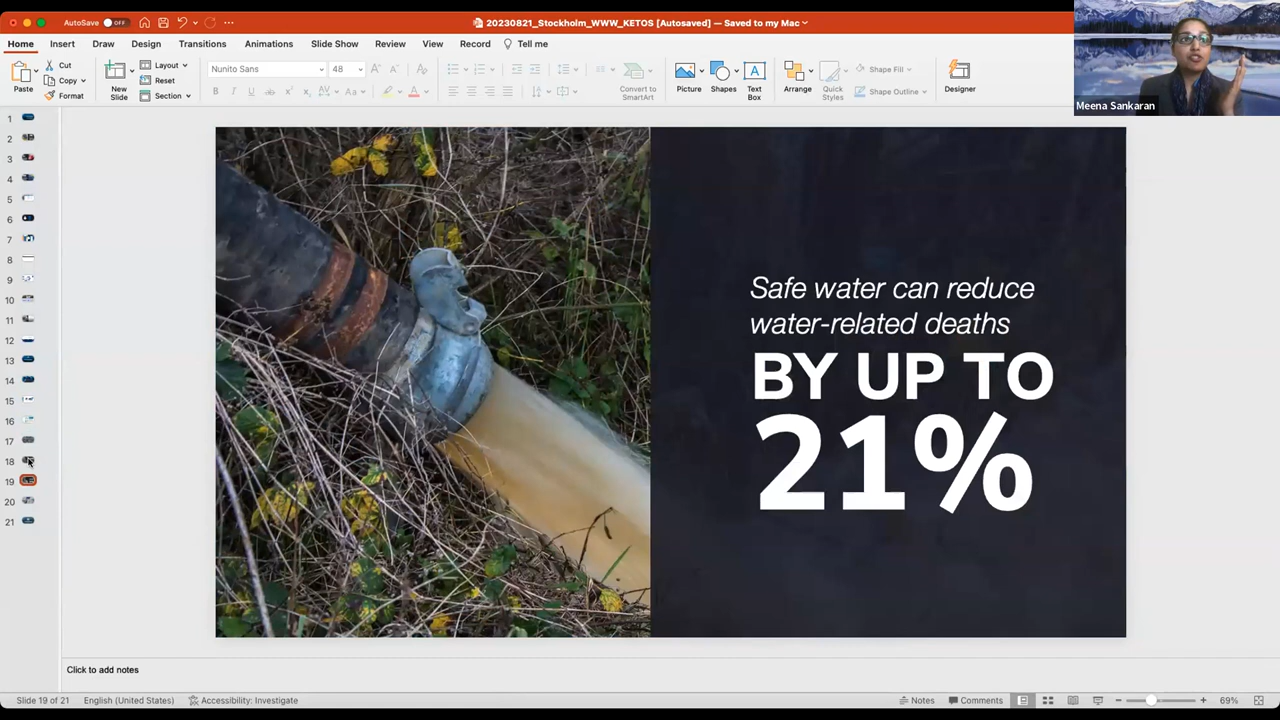 AutoSave OFF
20230821_Stockholm_WWW_KETOS [Autosaved] — Saved to my Mac
Home Insert Draw Design Transitions Animations Slide Show Review View Record Tell me
Paste
Cut
Copy
Format
New Slide
Layout
Reset
Section
Nunito Sans 48
Convert to SmartArt
Picture
Shapes
Text Box
Arrange
Quick Styles
Shape Fill
Shape Outline
Designer
Meena Sankaran
1
2
3
4
5
6
7
8
9
10
11
12
13
14
15
16
17
18
19
20
21
Safe water can reduce
water-related deaths
BY UP TO
21%
Click to add notes
Slide 19 of 21 English (United States) Accessibility: Investigate Notes Comments 69%